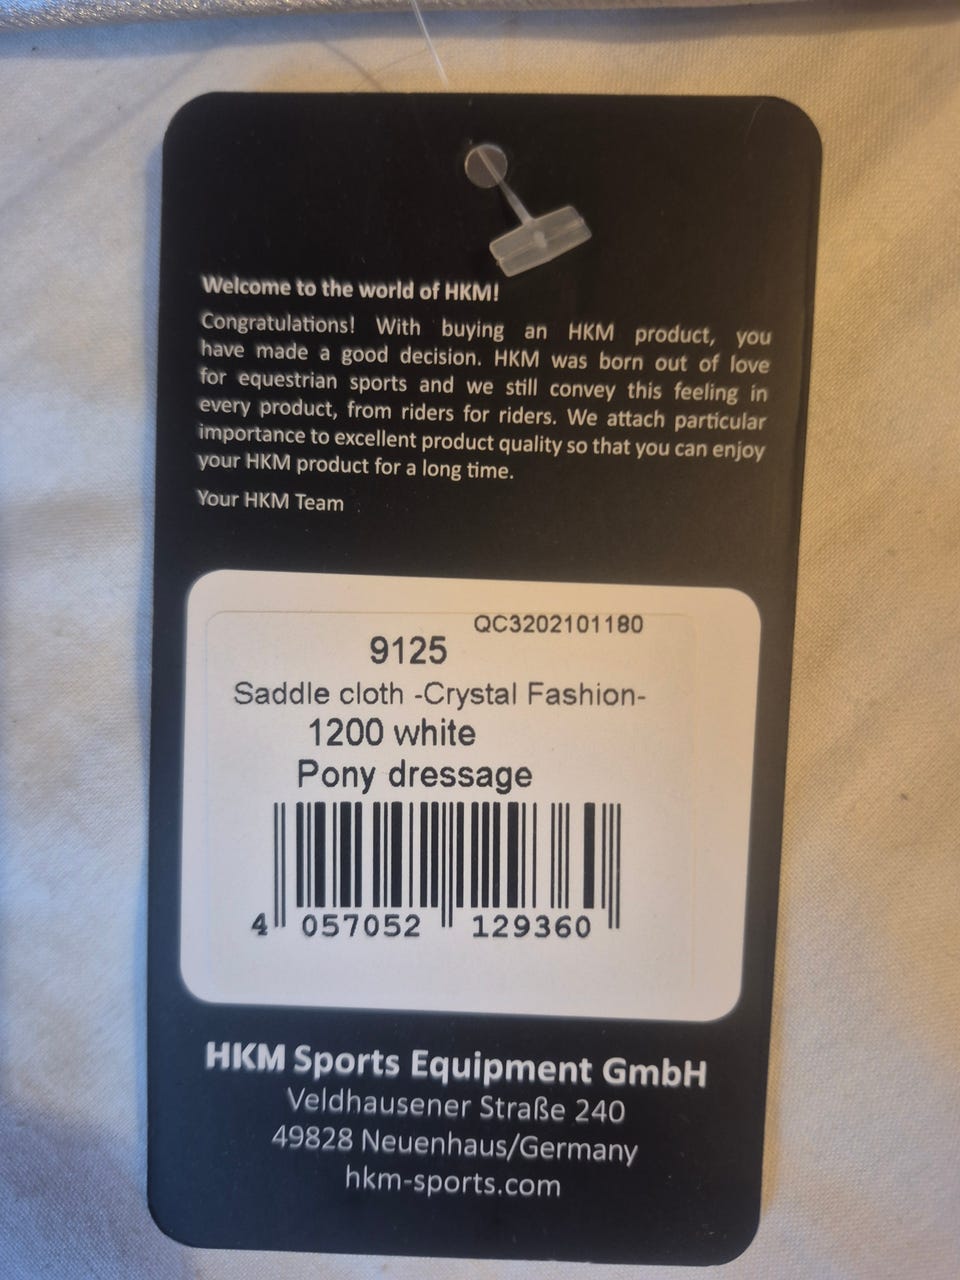 Welcome to the world of HKM!
Congratulations! With buying an HKM product, you
have made a good decision. HKM was born out of love
for equestrian sports and we still convey this feeling in
every product, from riders for riders. We attach particular
importance to excellent product quality so that you can enjoy
your HKM product for a long time.
Your HKM Team
QC3202101180
9125
Saddle cloth -Crystal Fashion-
1200 white
Pony dressage
4 057052 129360
HKM Sports Equipment GmbH
Veldhausener Straße 240
49828 Neuenhaus/Germany
hkm-sports.com